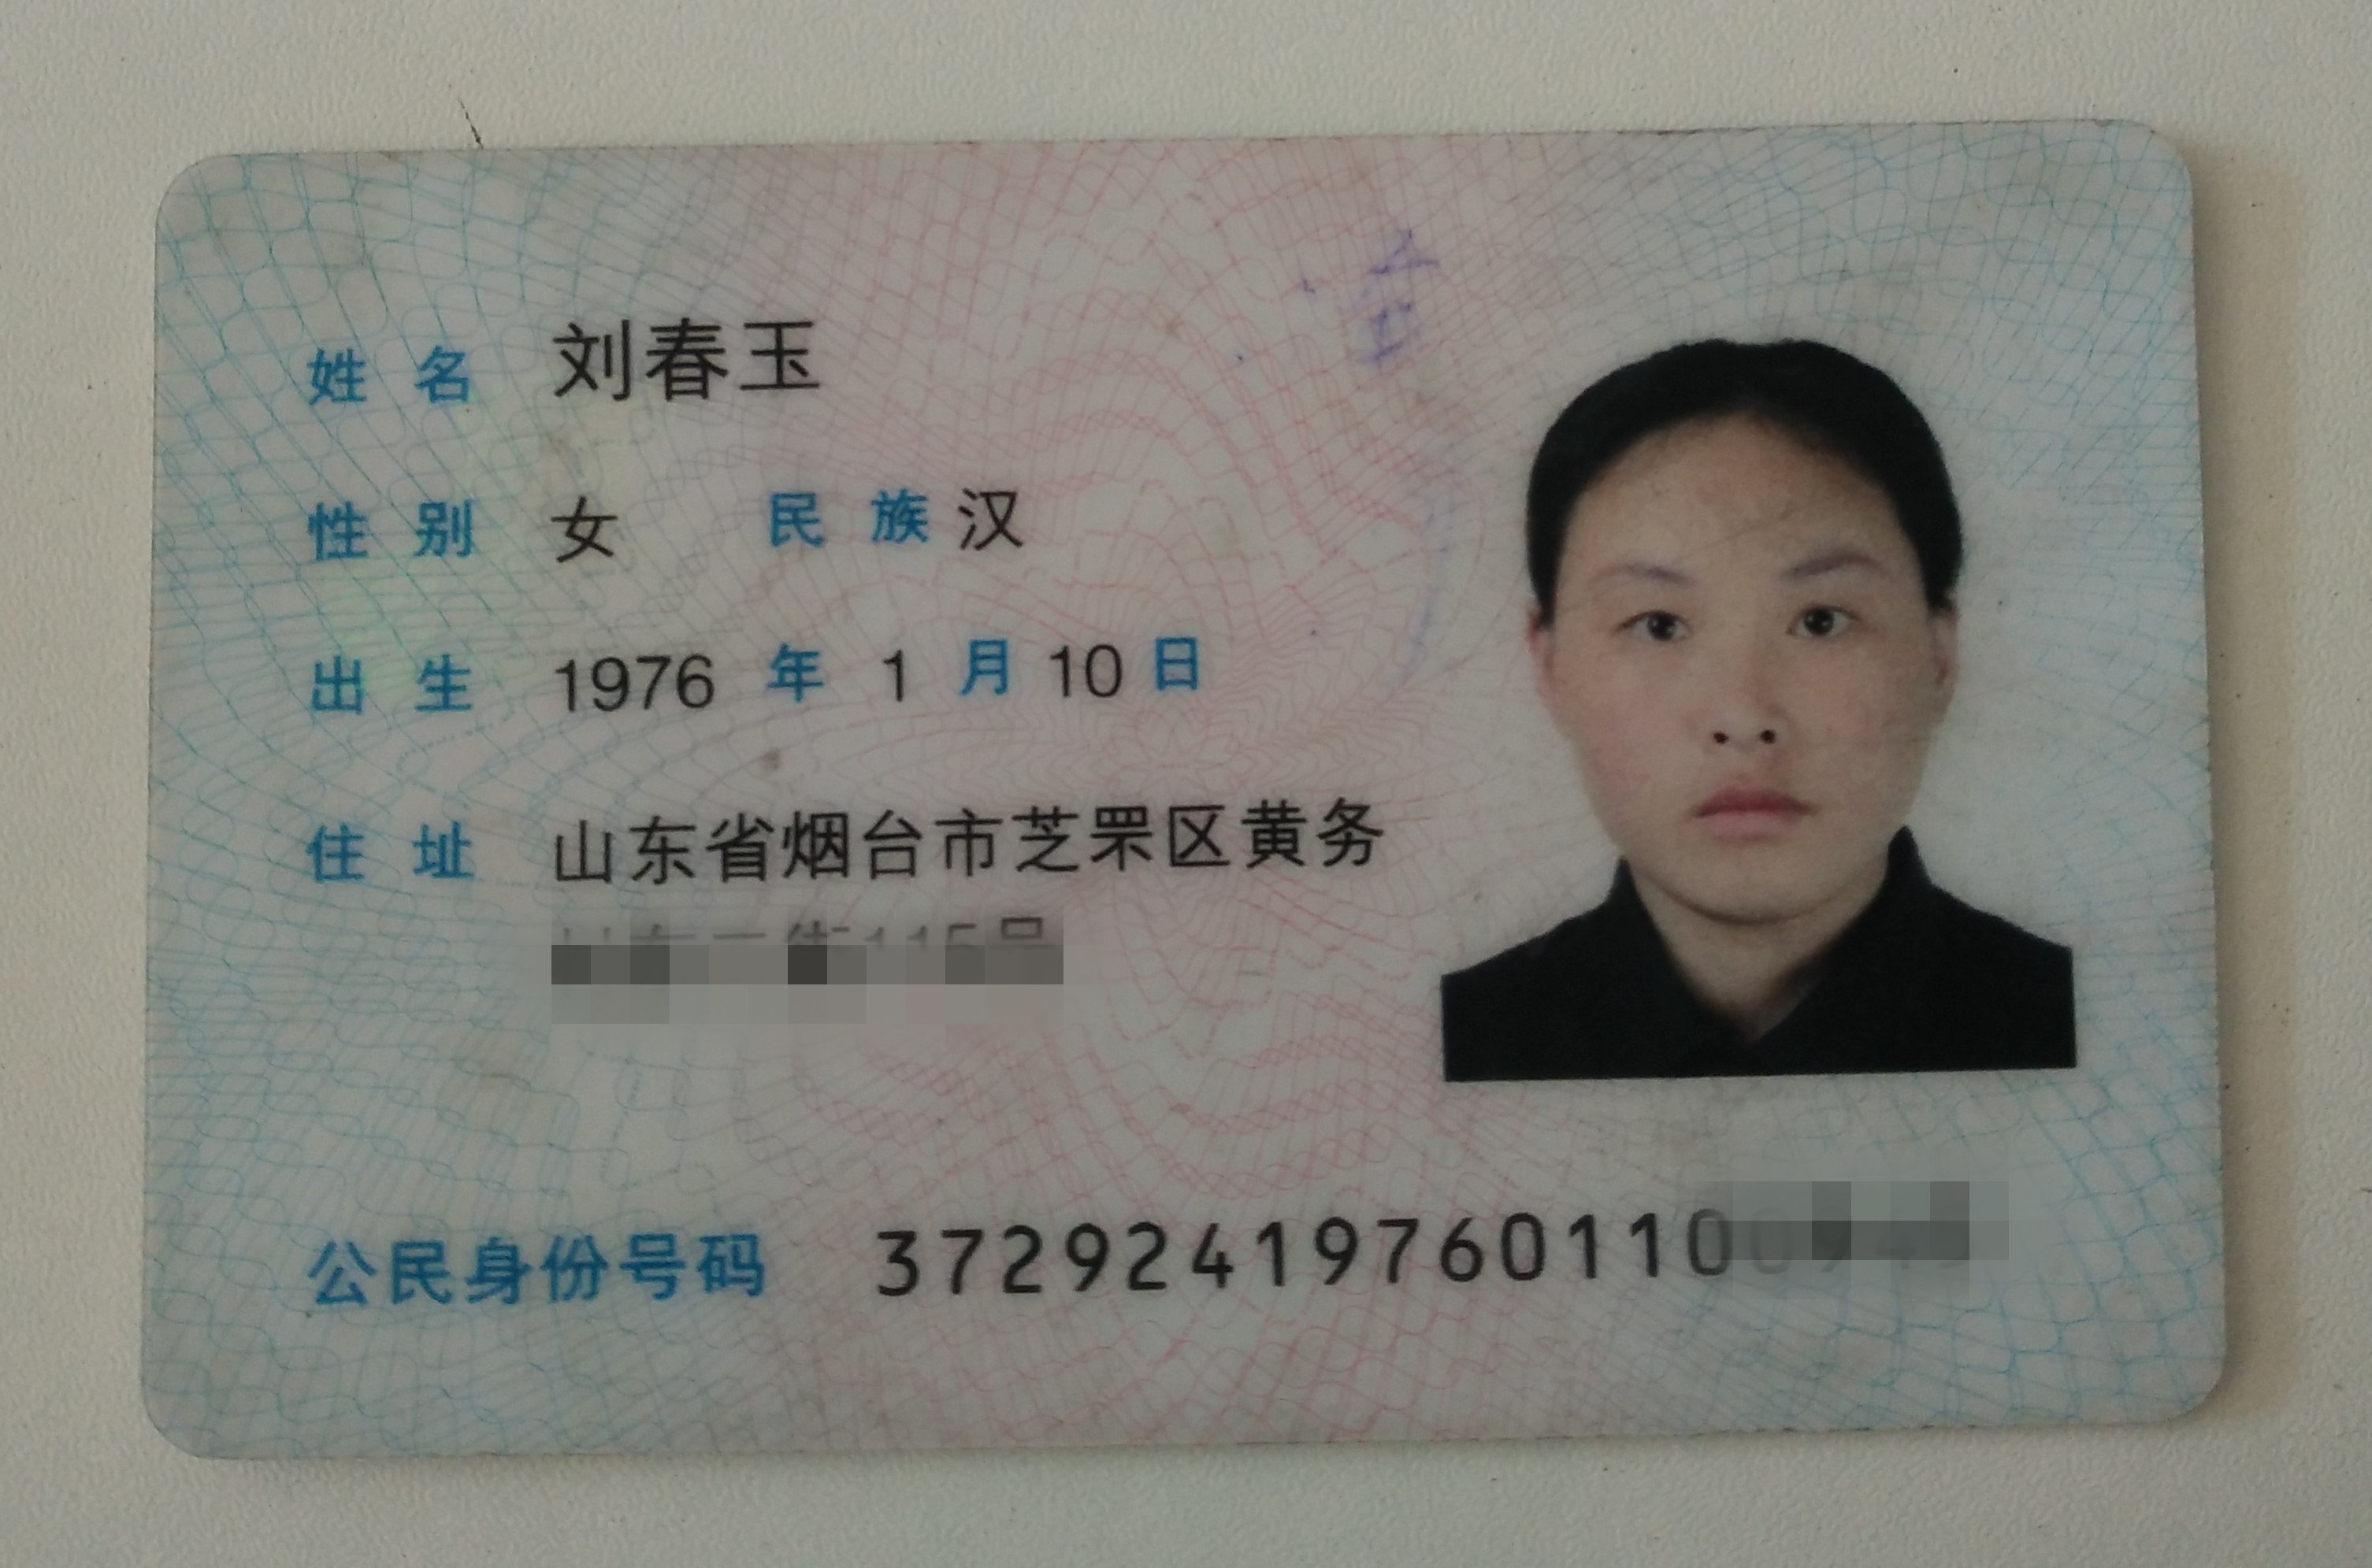 姓名 刘春玉
性别 女 民族 汉
出生 1976 年 1 月 10 日
住址 山东省烟台市芝罘区黄务
公民身份号码 37292419760110